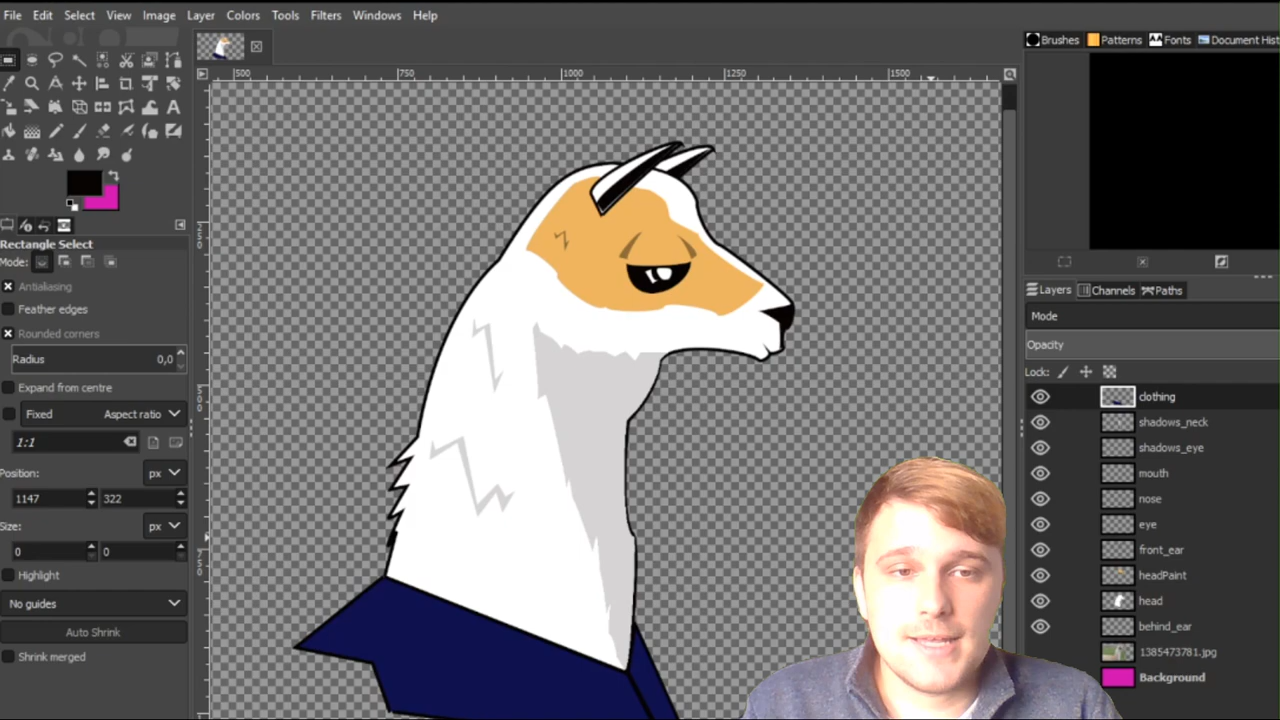 File Edit Select View Image Layer Colors Tools Filters Windows Help
Brushes Patterns Fonts Document Hist
500 750 1000 1250 1500
Rectangle Select
Mode:
Antialiasing
Feather edges
Rounded corners
Radius 0,0
Expand from centre
Fixed Aspect ratio
1:1
Position: px
1147 322
Size: px
0 0
Highlight
No guides
Auto Shrink
Shrink merged
250
500
750
Layers Channels Paths
Mode
Opacity
Lock:
clothing
shadows_neck
shadows_eye
mouth
nose
eye
front_ear
headPaint
head
behind_ear
1385473781.jpg
Background